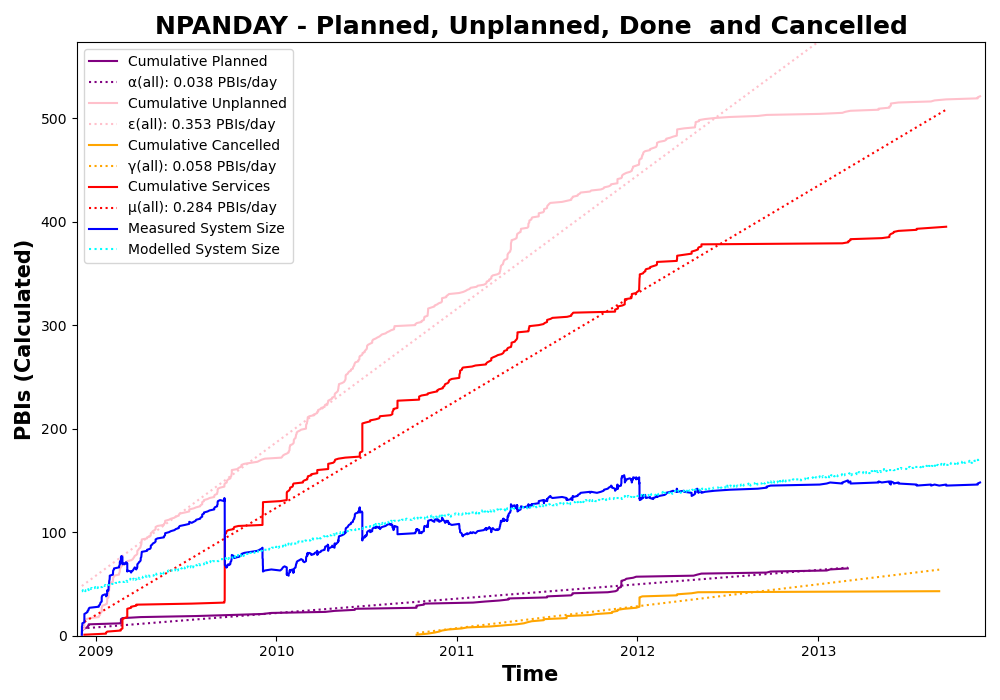 NPANDAY - Planned, Unplanned, Done  and Cancelled
Cumulative Planned
α(all): 0.038 PBIs/day
Cumulative Unplanned
ε(all): 0.353 PBIs/day
Cumulative Cancelled
γ(all): 0.058 PBIs/day
Cumulative Services
μ(all): 0.284 PBIs/day
Measured System Size
Modelled System Size
PBIs (Calculated)
500
400
300
200
100
0
2009 2010 2011 2012 2013
Time